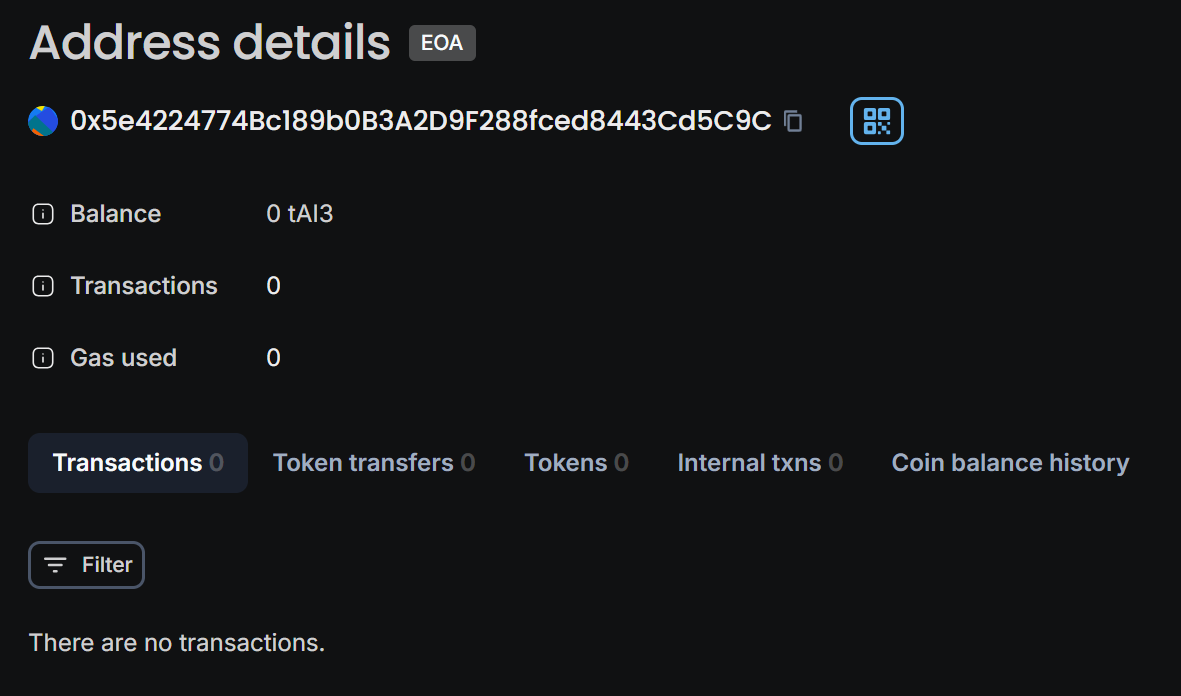 Address details EOA
0x5e4224774Bc189b0B3A2D9F288fced8443Cd5C9C
Balance 0 tAI3
Transactions 0
Gas used 0
Transactions 0 Token transfers 0 Tokens 0 Internal txns 0 Coin balance history
Filter
There are no transactions.